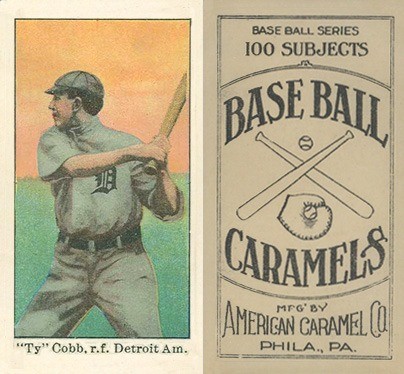 D
"Ty" Cobb, r.f. Detroit Am.
BASE BALL SERIES
100 SUBJECTS
BASE BALL
CARAMELS
MFG' BY
AMERICAN CARAMEL CO
PHILA., PA.